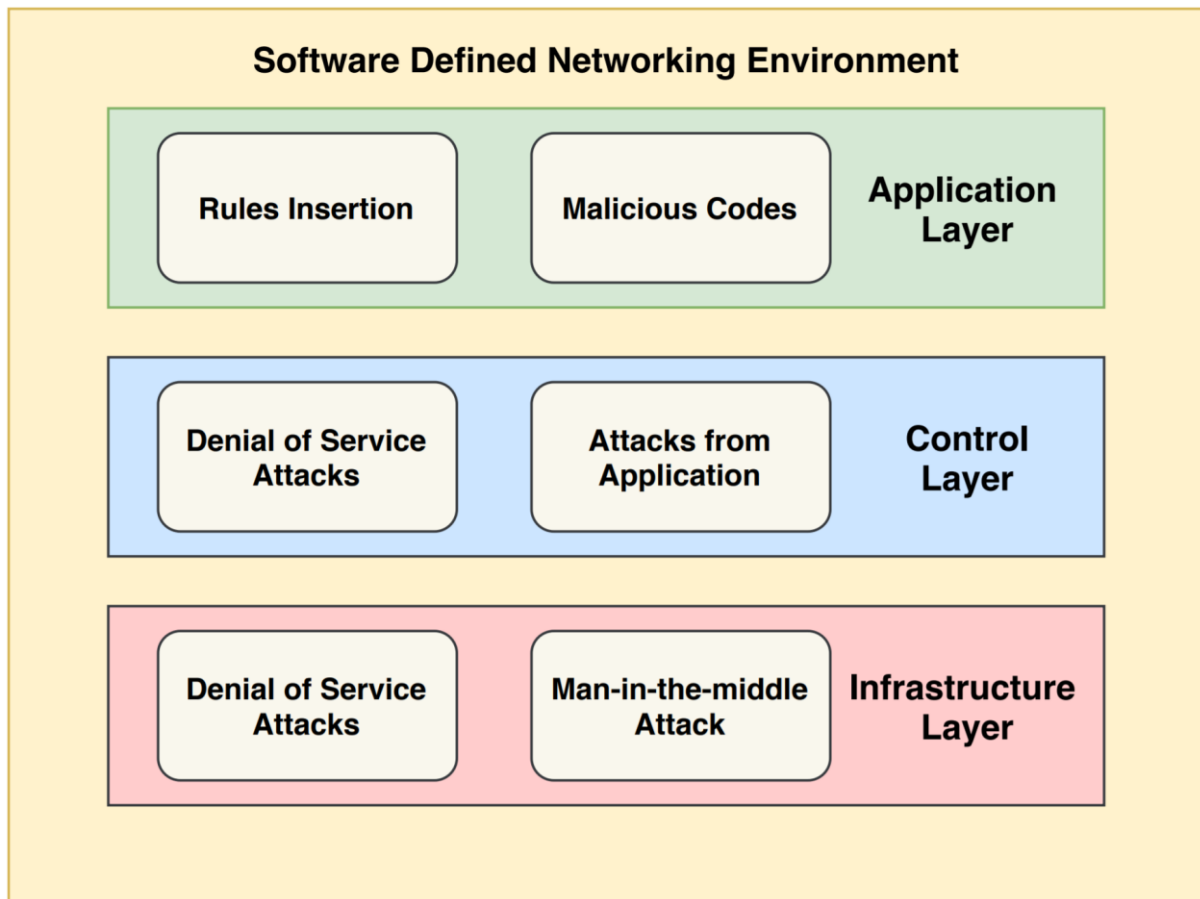 Software Defined Networking Environment
Rules Insertion
Malicious Codes
Application
Layer
Denial of Service
Attacks
Attacks from
Application
Control
Layer
Denial of Service
Attacks
Man-in-the-middle
Attack
Infrastructure
Layer